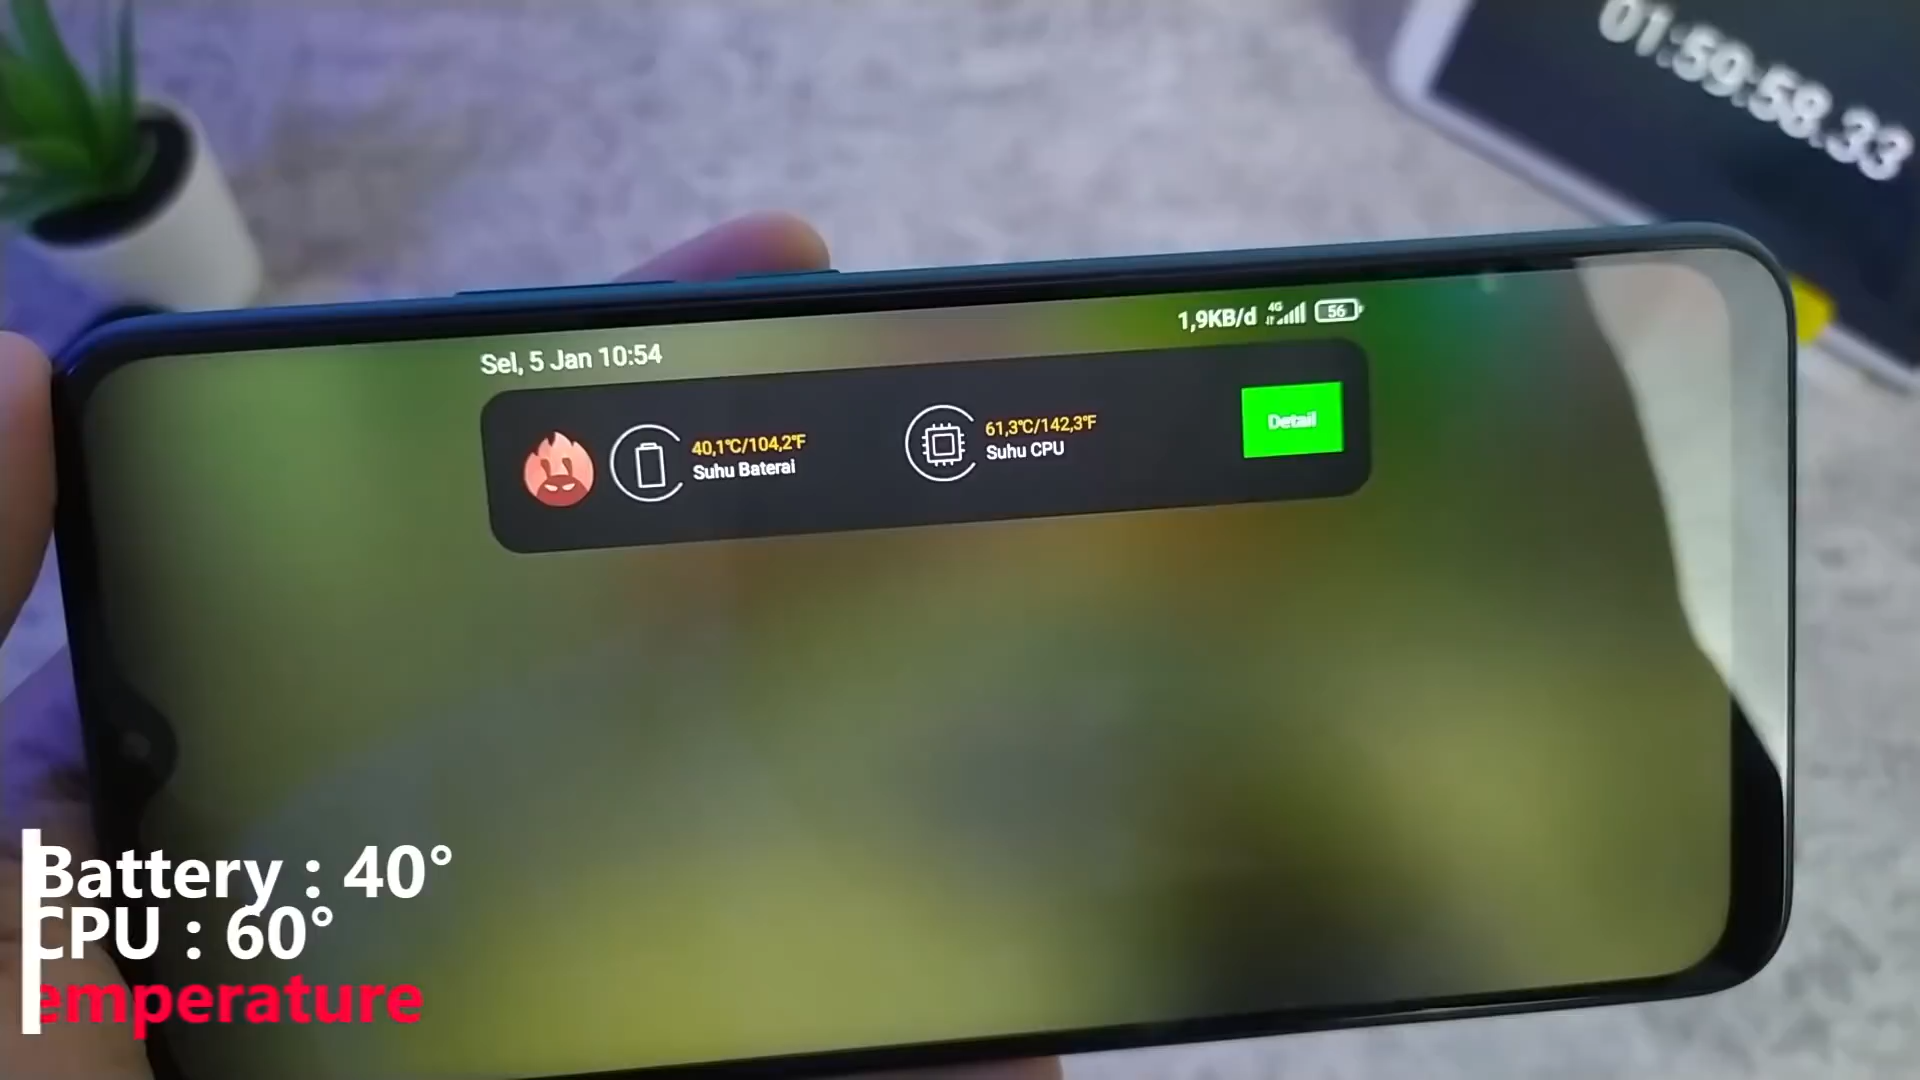 01:59:58.33
1,9KB/d 4G 56
Sel, 5 Jan 10:54
40,1℃/104,2℉
Suhu Baterai
61,3℃/142,3℉
Suhu CPU
Detail
Battery : 40°
CPU : 60°
emperature